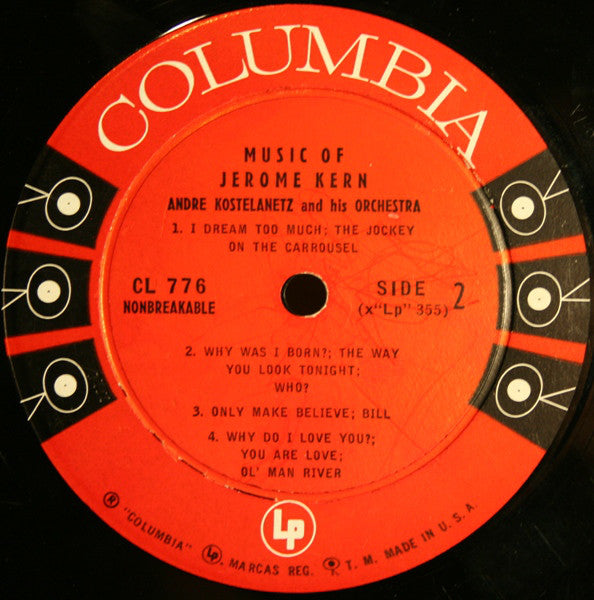 COLUMBIA
MUSIC OF
JEROME KERN
ANDRE KOSTELANETZ and his ORCHESTRA
1. I DREAM TOO MUCH; THE JOCKEY
ON THE CARROUSEL
CL 776
NONBREAKABLE
SIDE 2
(x"Lp" 355)
2. WHY WAS I BORN?; THE WAY
YOU LOOK TONIGHT;
WHO?
3. ONLY MAKE BELIEVE; BILL
4. WHY DO I LOVE YOU?;
YOU ARE LOVE;
OL' MAN RIVER
Lp
® "COLUMBIA" Lp. MARCAS REG. T. M. MADE IN U. S. A.